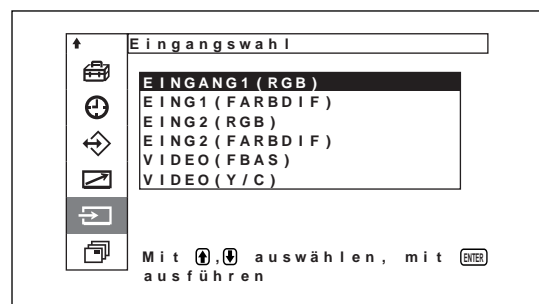 Eingangswahl
EINGANG1(RGB)
EING1(FARBDIF)
EING2(RGB)
EING2(FARBDIF)
VIDEO(FBAS)
VIDEO(Y/C)
Mit ⬆,⬇ auswählen, mit ENTER
ausführen